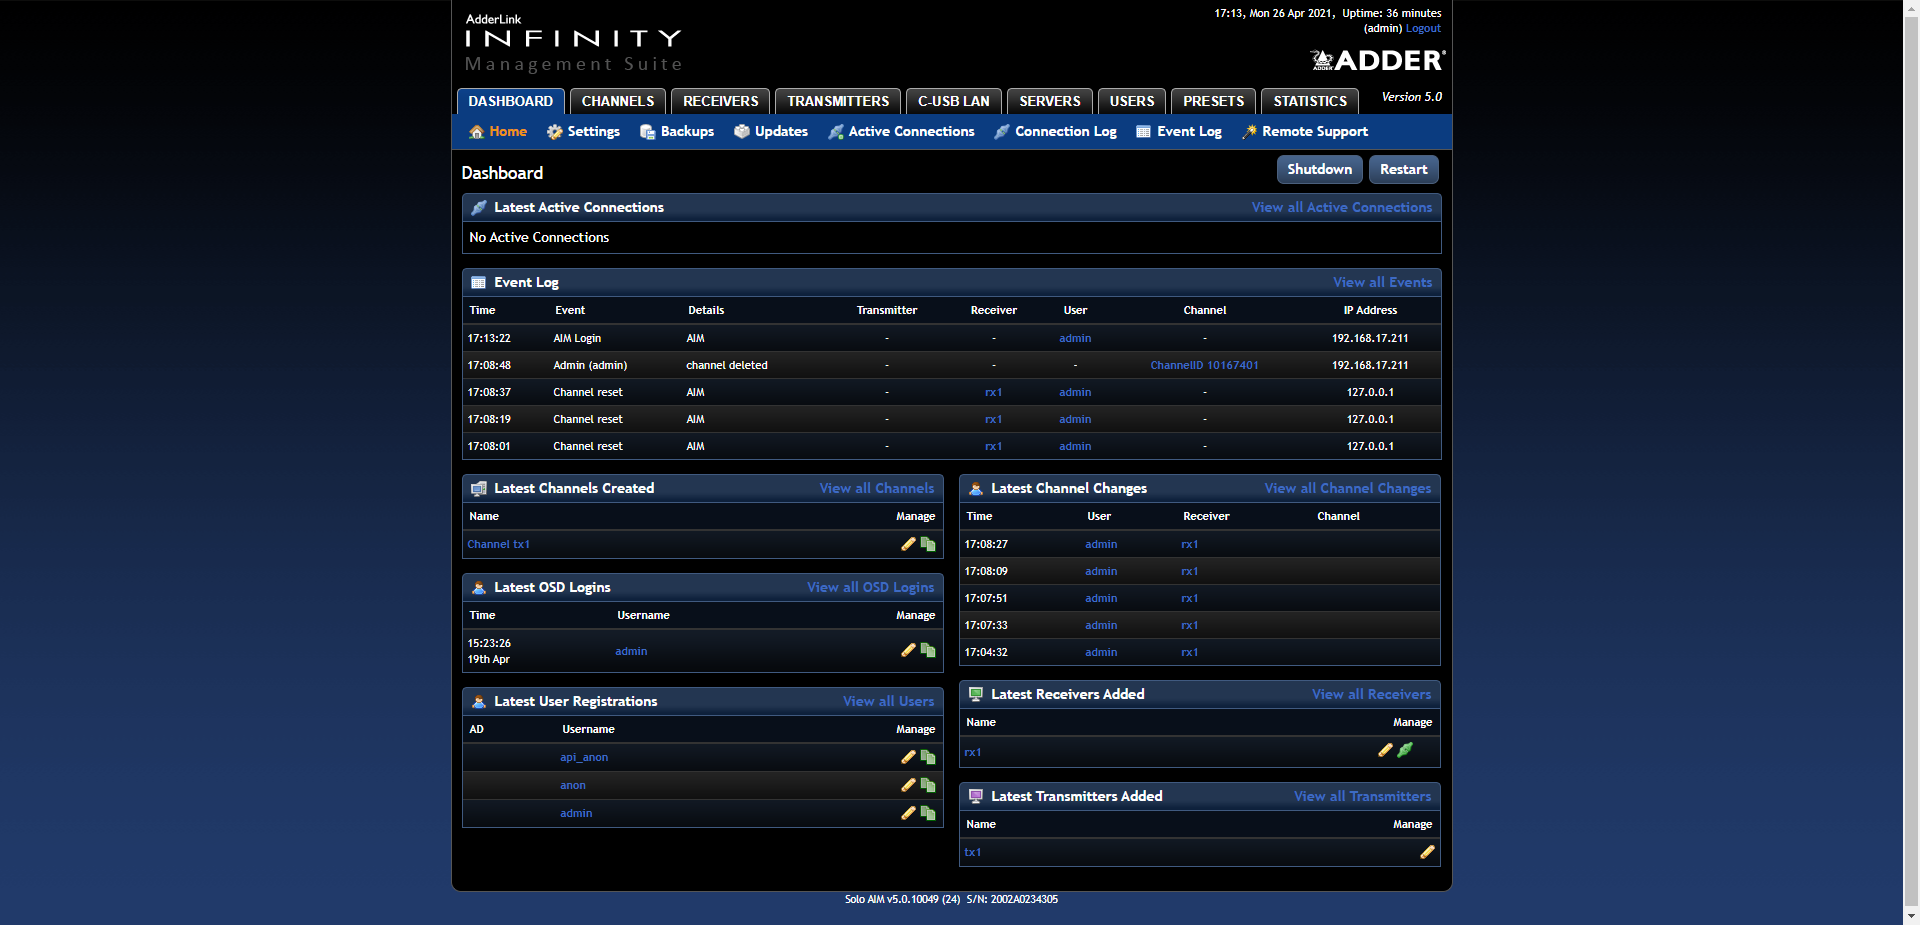 AdderLink
INFINITY
Management Suite
17:13, Mon 26 Apr 2021, Uptime: 36 minutes
(admin) Logout
ADDER
ADDER®
DASHBOARD CHANNELS RECEIVERS TRANSMITTERS C-USB LAN SERVERS USERS PRESETS STATISTICS Version 5.0
Home Settings Backups Updates Active Connections Connection Log Event Log Remote Support
Dashboard Shutdown Restart
Latest Active Connections View all Active Connections
No Active Connections
Event Log View all Events
Time Event Details Transmitter Receiver User Channel IP Address
17:13:22 AIM Login AIM - - admin - 192.168.17.211
17:08:48 Admin (admin) channel deleted - - - ChannelID 10167401 192.168.17.211
17:08:37 Channel reset AIM - rx1 admin - 127.0.0.1
17:08:19 Channel reset AIM - rx1 admin - 127.0.0.1
17:08:01 Channel reset AIM - rx1 admin - 127.0.0.1
Latest Channels Created View all Channels
Name Manage
Channel tx1
Latest OSD Logins View all OSD Logins
Time Username Manage
15:23:26
19th Apr admin
Latest User Registrations View all Users
AD Username Manage
api_anon
anon
admin
Latest Channel Changes View all Channel Changes
Time User Receiver Channel
17:08:27 admin rx1
17:08:09 admin rx1
17:07:51 admin rx1
17:07:33 admin rx1
17:04:32 admin rx1
Latest Receivers Added View all Receivers
Name Manage
rx1
Latest Transmitters Added View all Transmitters
Name Manage
tx1
Solo AIM v5.0.10049 (24) S/N: 2002A0234305